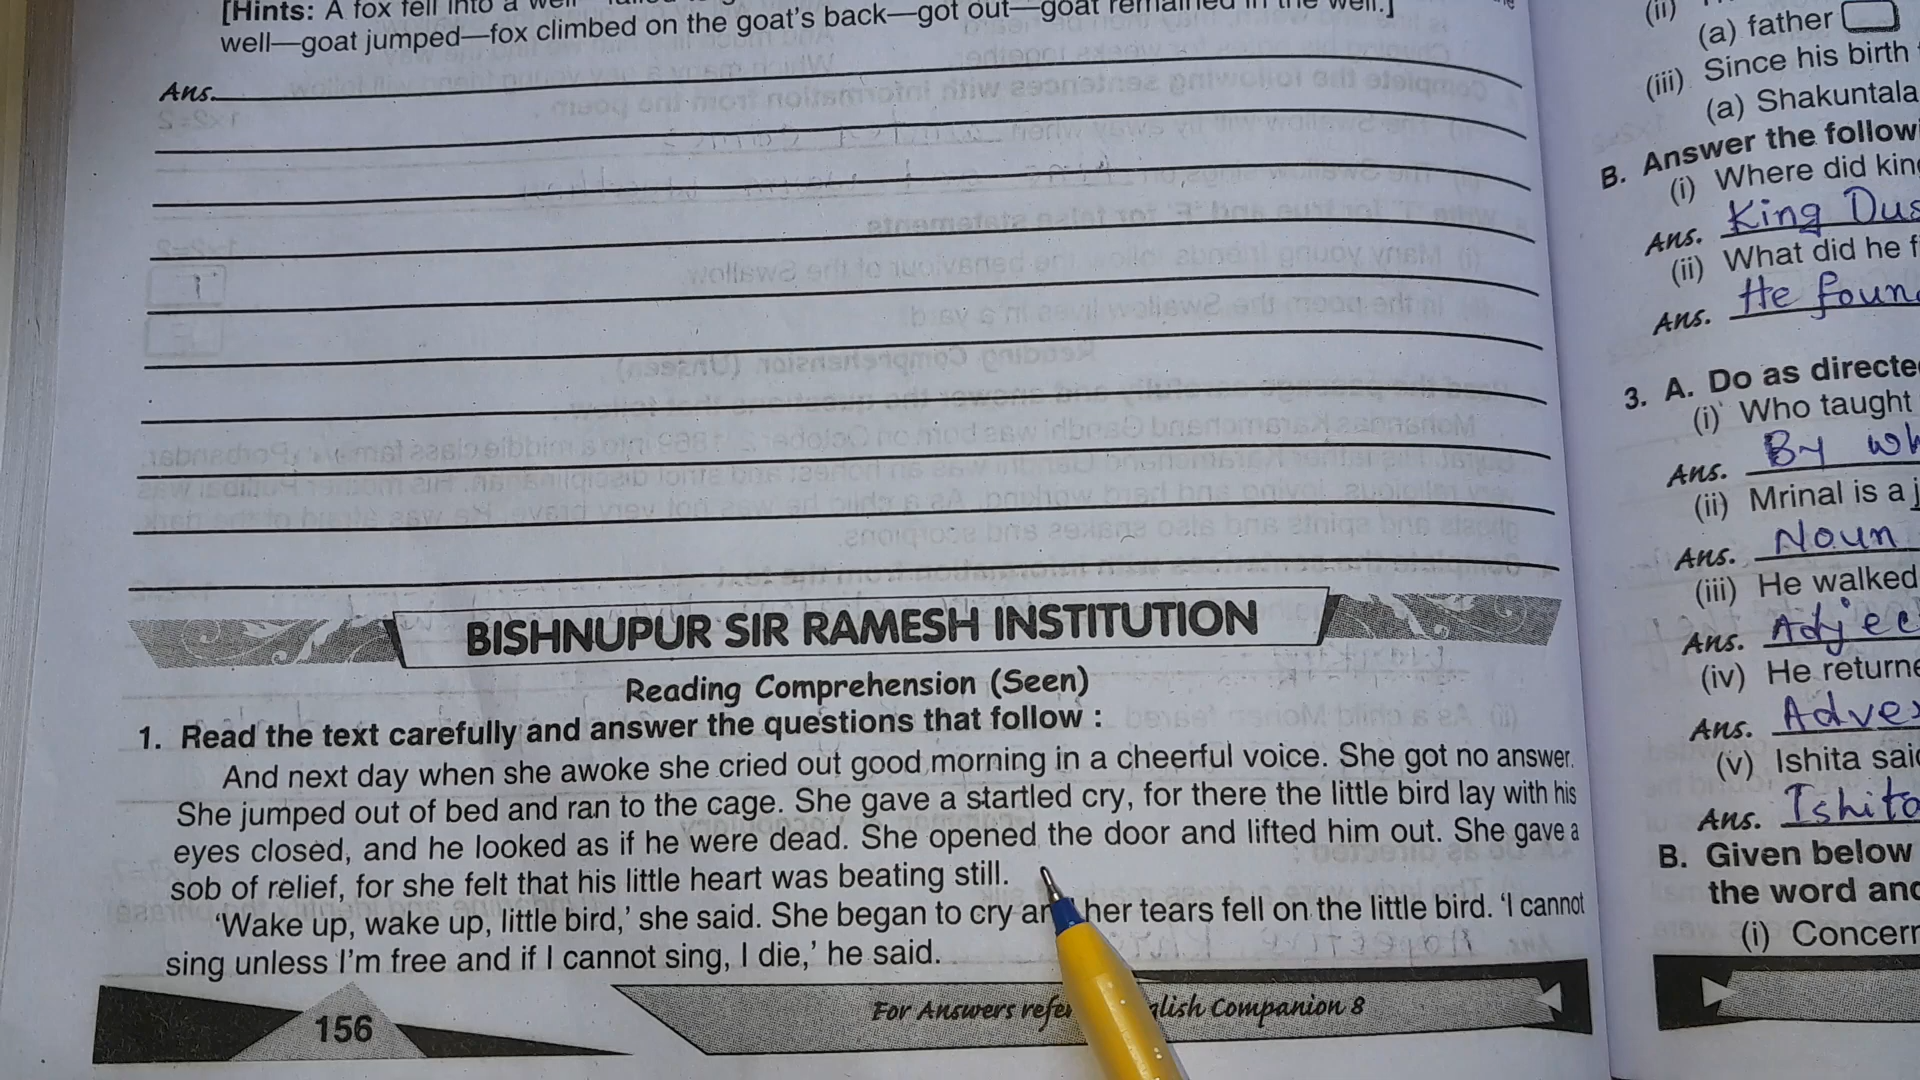 [Hints: A fox fell into a well
well—goat jumped—fox climbed on the goat's back—got out—goat remained in the well.]
Ans.
BISHNUPUR SIR RAMESH INSTITUTION
Reading Comprehension (Seen)
1. Read the text carefully and answer the questions that follow :
And next day when she awoke she cried out good morning in a cheerful voice. She got no answer.
She jumped out of bed and ran to the cage. She gave a startled cry, for there the little bird lay with his
eyes closed, and he looked as if he were dead. She opened the door and lifted him out. She gave a
sob of relief, for she felt that his little heart was beating still.
'Wake up, wake up, little bird,' she said. She began to cry and her tears fell on the little bird. 'I cannot
sing unless I'm free and if I cannot sing, I die,' he said.
156
For Answers refer English Companion 8
(ii)
(a) father
(iii) Since his birth
(a) Shakuntala
B. Answer the follow
(i) Where did king
Ans. King Dus
(ii) What did he f
Ans. He foun
3. A. Do as directe
(i) Who taught
Ans. By wh
(ii) Mrinal is a j
Ans. Noun
(iii) He walked
Ans. Adjec
(iv) He returne
Ans. Adve
(v) Ishita said
Ans. Ishita
B. Given below
the word and
(i) Concern